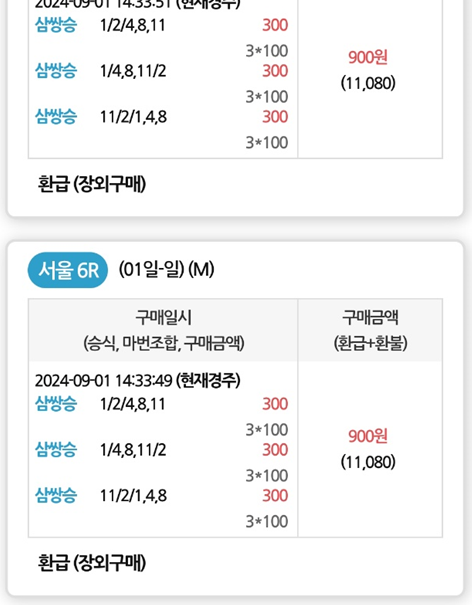 2024-09-01 14:33:51 (현재경주)
삼쌍승 1/2/4,8,11 300
3*100
삼쌍승 1/4,8,11/2 300
3*100
삼쌍승 11/2/1,4,8 300
3*100
900원
(11,080)
환급 (장외구매)
서울 6R (01일-일) (M)
구매일시
(승식, 마번조합, 구매금액)
구매금액
(환급+환불)
2024-09-01 14:33:49 (현재경주)
삼쌍승 1/2/4,8,11 300
3*100
삼쌍승 1/4,8,11/2 300
3*100
삼쌍승 11/2/1,4,8 300
3*100
900원
(11,080)
환급 (장외구매)